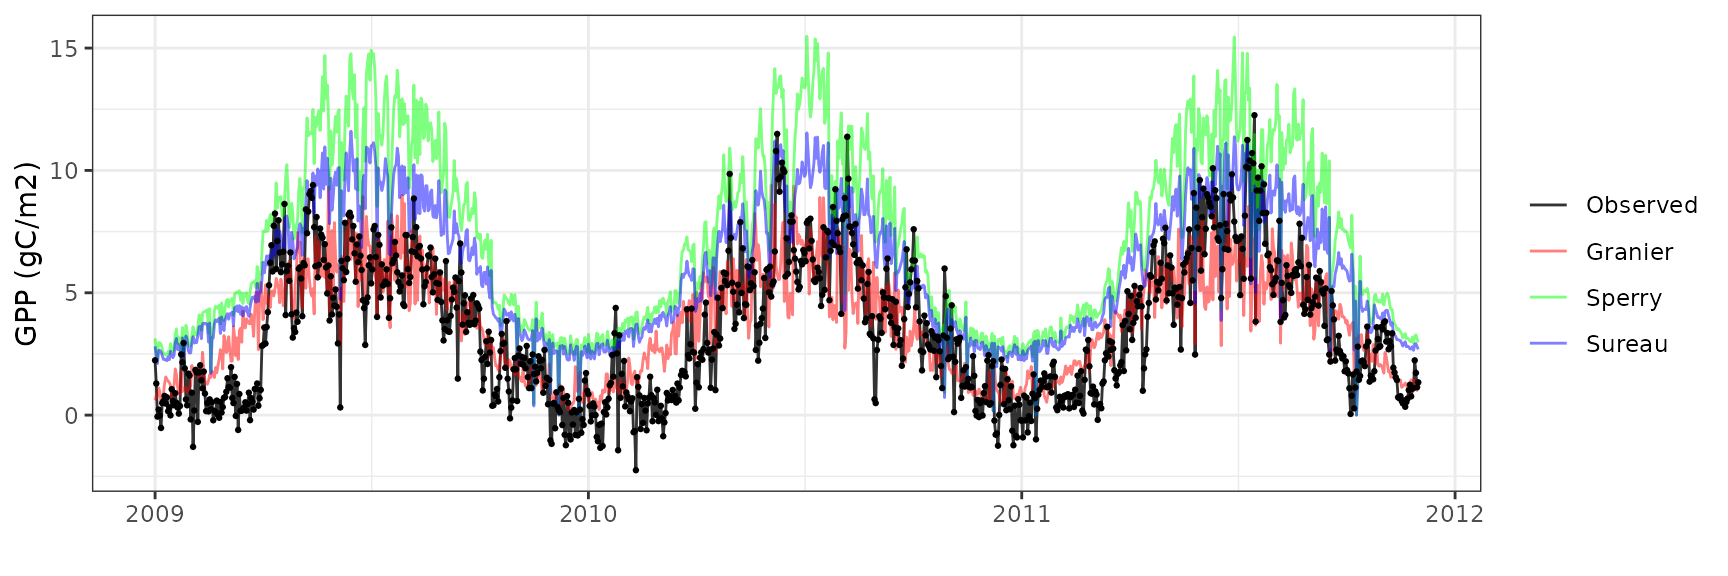 GPP (gC/m2)
15
10
5
0
2009 2010 2011 2012
Observed
Granier
Sperry
Sureau